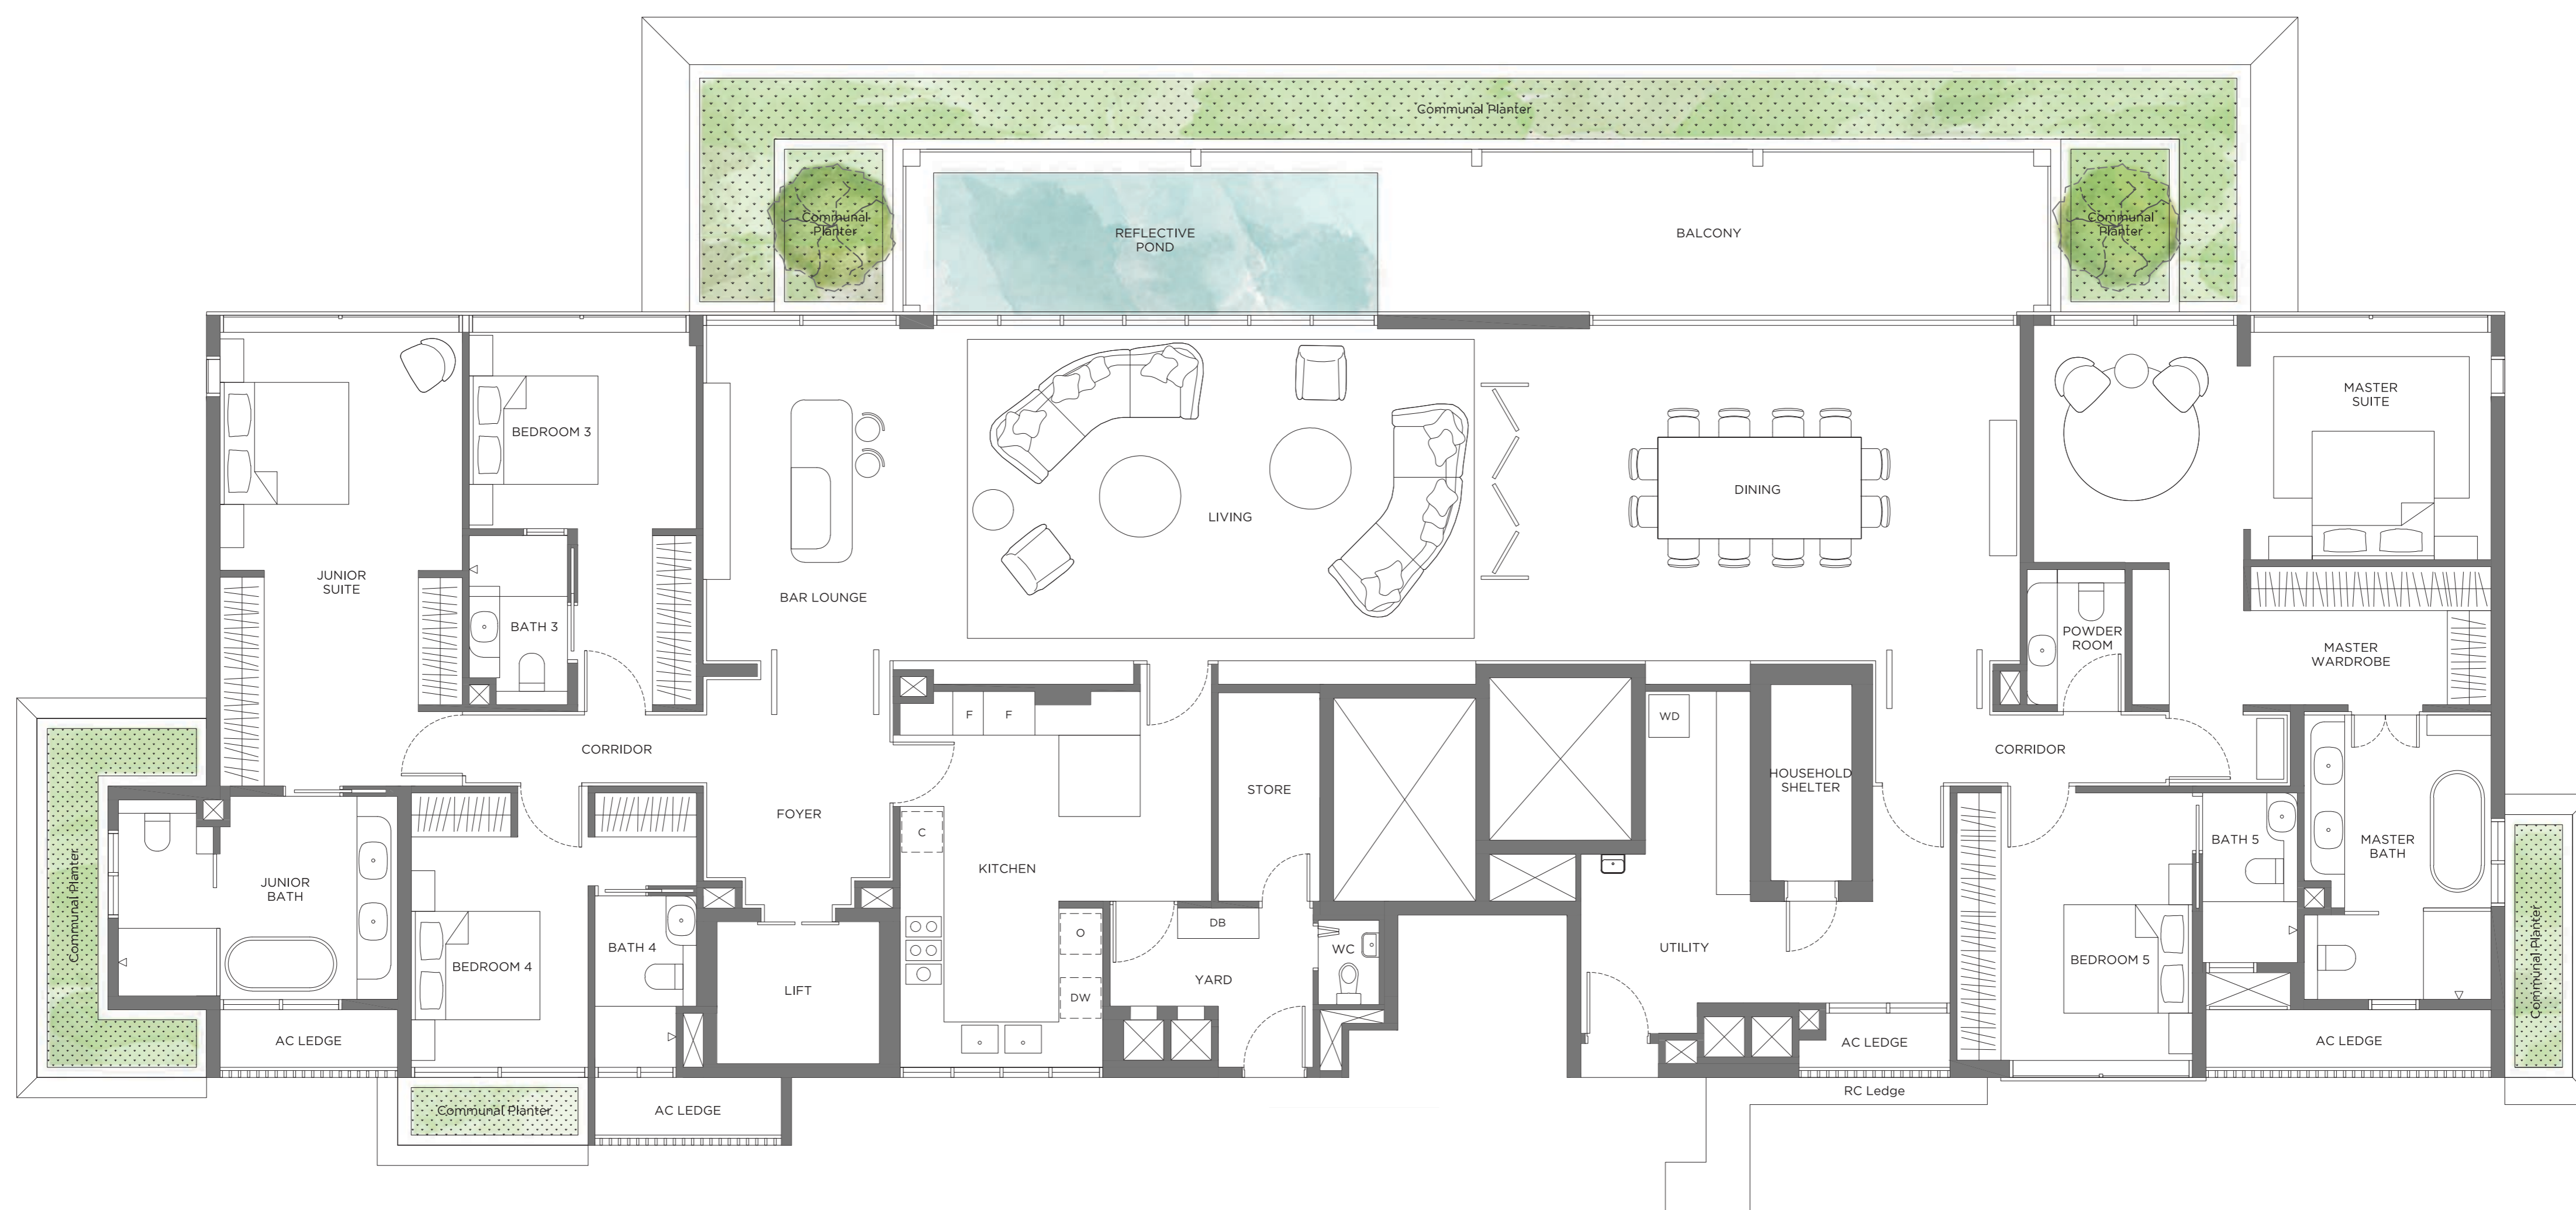 Communal Planter
Communal
Planter
REFLECTIVE
POND
BALCONY
Communal
Planter
MASTER
SUITE
BEDROOM 3
DINING
LIVING
JUNIOR
SUITE
BAR LOUNGE
BATH 3
POWDER
ROOM
MASTER
WARDROBE
F
F
WD
CORRIDOR
CORRIDOR
HOUSEHOLD
SHELTER
STORE
FOYER
C
KITCHEN
BATH 5
MASTER
BATH
JUNIOR
BATH
Communal Planter
DB
O
WC
BATH 4
UTILITY
BEDROOM 4
BEDROOM 5
YARD
LIFT
DW
Communal Planter
AC LEDGE
AC LEDGE
AC LEDGE
RC Ledge
Communal Planter
AC LEDGE